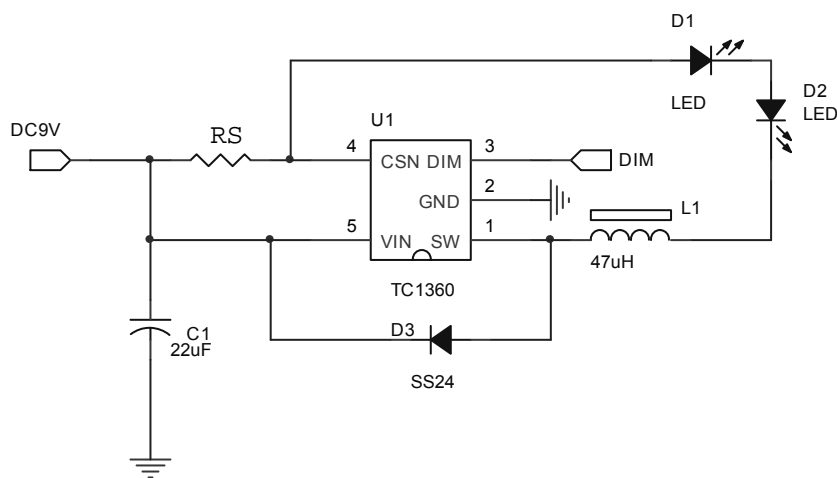 D1
LED
D2
LED
DC9V
RS
U1
4
CSN
DIM
3
DIM
GND
2
5
VIN
SW
1
L1
47uH
TC1360
C1
22uF
D3
SS24